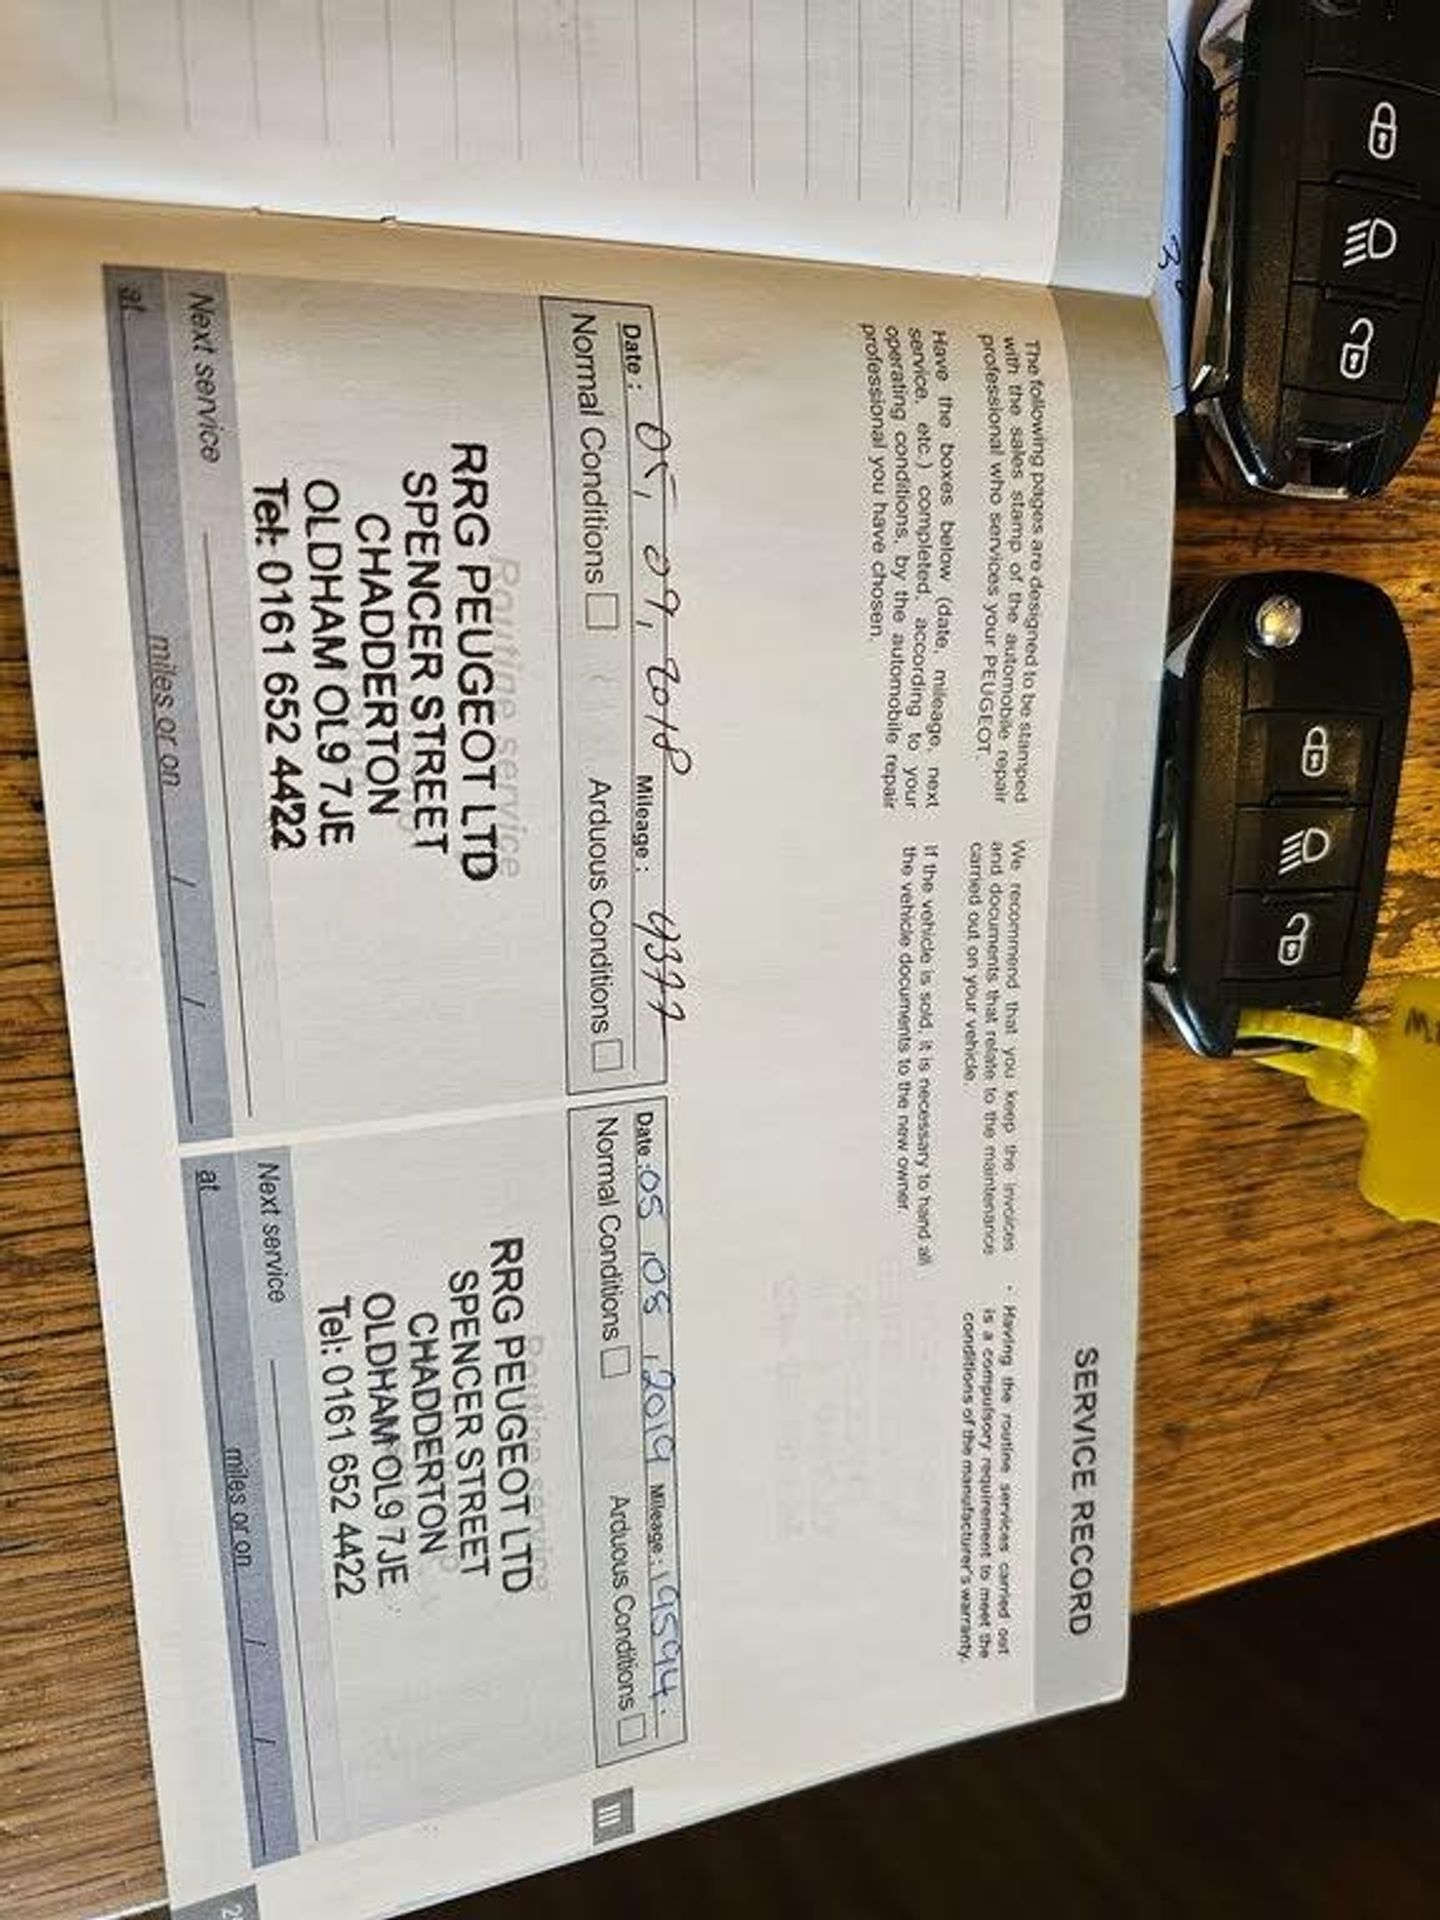 SERVICE RECORD
The following pages are designed to be stamped
with the sales stamp of the automobile repair
professional who services your PEUGEOT.
Have the boxes below (date, mileage, next
service, etc.) completed, according to your
operating conditions, by the automobile repair
professional you have chosen.
We recommend that you keep the invoices
and documents that relate to the maintenance
carried out on your vehicle.
If the vehicle is sold, it is necessary to hand all
the vehicle documents to the new owner.
• Having the routine services carried out
is a compulsory requirement to meet the
conditions of the manufacturer's warranty.
Date : 05, 07, 2018 Mileage : 9377
Normal Conditions Arduous Conditions
Routine service
RRG PEUGEOT LTD
SPENCER STREET
CHADDERTON
OLDHAM OL9 7JE
Tel: 0161 652 4422
Next service
at miles or on / /
Date : 05 08 2019 Mileage : 19594
Normal Conditions Arduous Conditions
Routine service
RRG PEUGEOT LTD
SPENCER STREET
CHADDERTON
OLDHAM OL9 7JE
Tel: 0161 652 4422
Next service
at miles or on / /
III